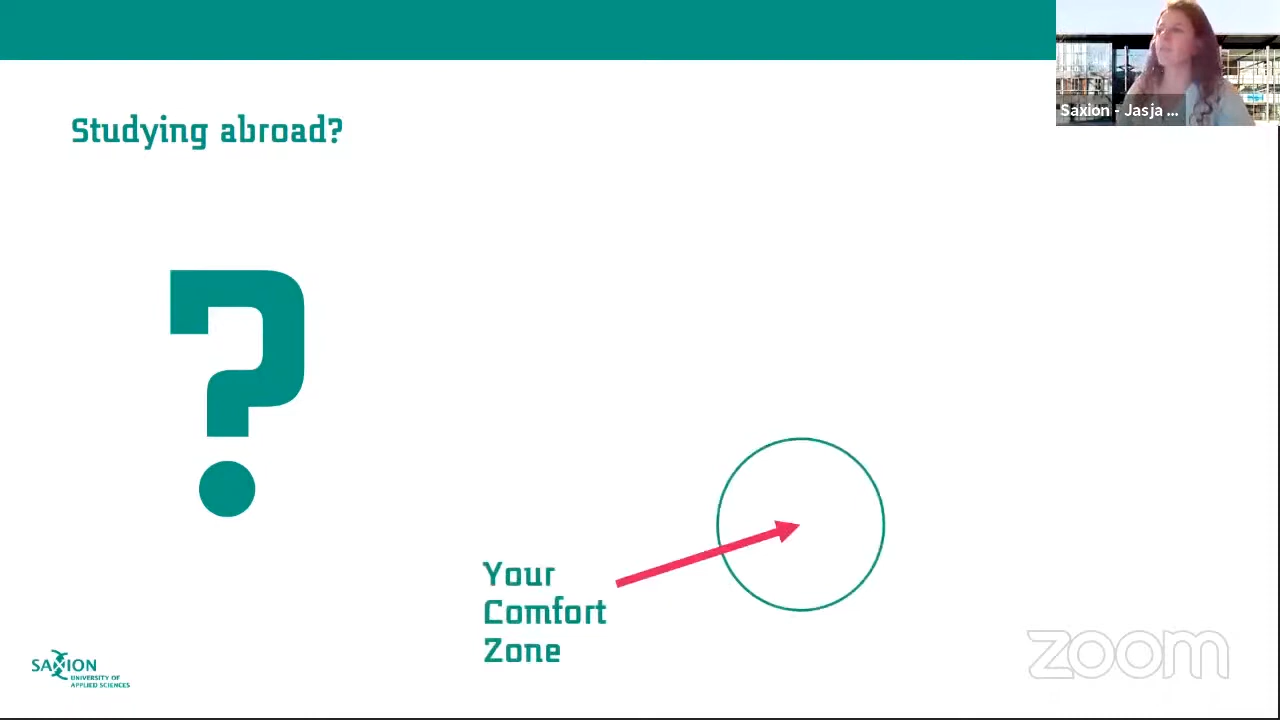 Saxion - Jasja ...
Studying abroad?
?
Your
Comfort
Zone
SAXION
UNIVERSITY OF
APPLIED SCIENCES
zoom